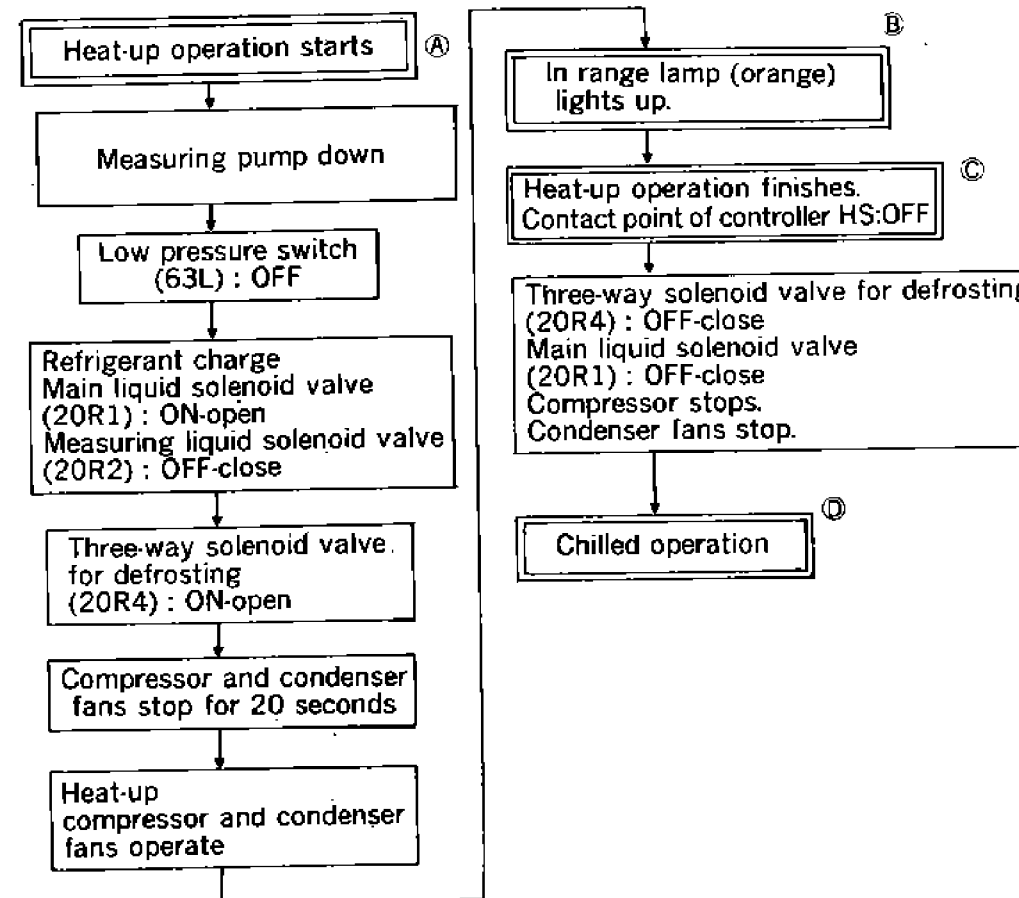 Heat-up operation starts Ⓐ
Measuring pump down
Low pressure switch
(63L) : OFF
Refrigerant charge
Main liquid solenoid valve
(20R1) : ON-open
Measuring liquid solenoid valve
(20R2) : OFF-close
Three-way solenoid valve
for defrosting
(20R4) : ON-open
Compressor and condenser
fans stop for 20 seconds
Heat-up
compressor and condenser
fans operate
Ⓑ
In range lamp (orange)
lights up.
Ⓒ
Heat-up operation finishes.
Contact point of controller HS:OFF
Three-way solenoid valve for defrosting
(20R4) : OFF-close
Main liquid solenoid valve
(20R1) : OFF-close
Compressor stops.
Condenser fans stop.
Ⓓ
Chilled operation